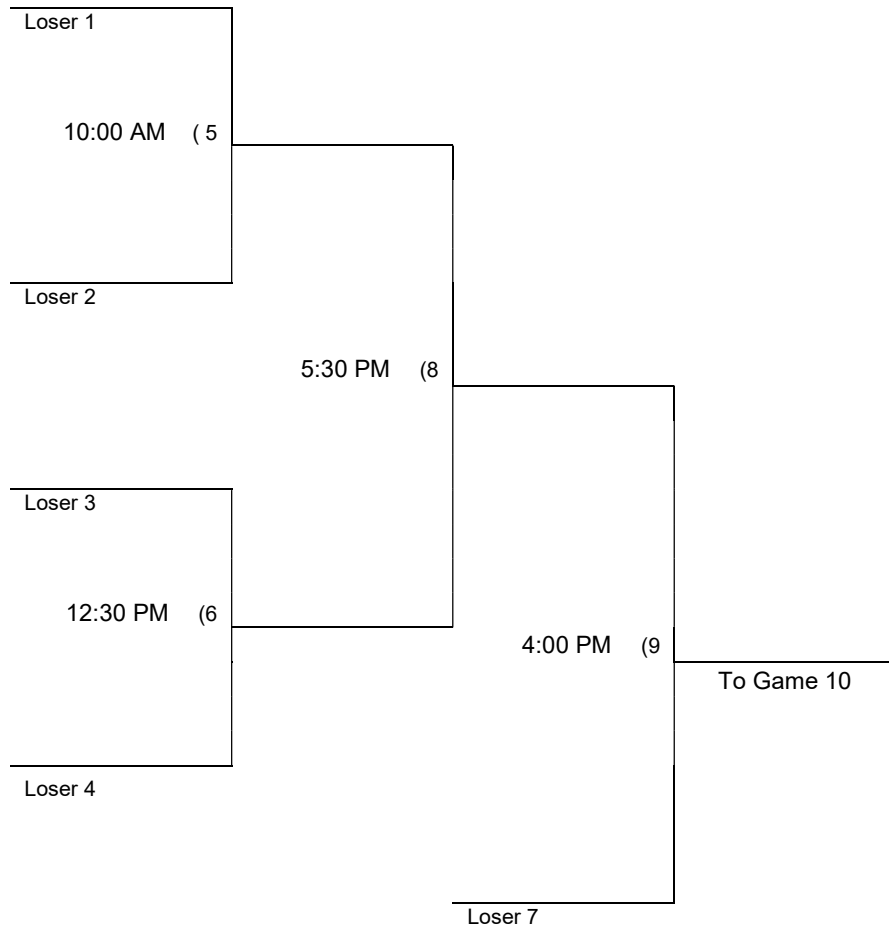 Loser 1
10:00 AM ( 5
Loser 2
5:30 PM (8
Loser 3
12:30 PM (6
4:00 PM (9
To Game 10
Loser 4
Loser 7